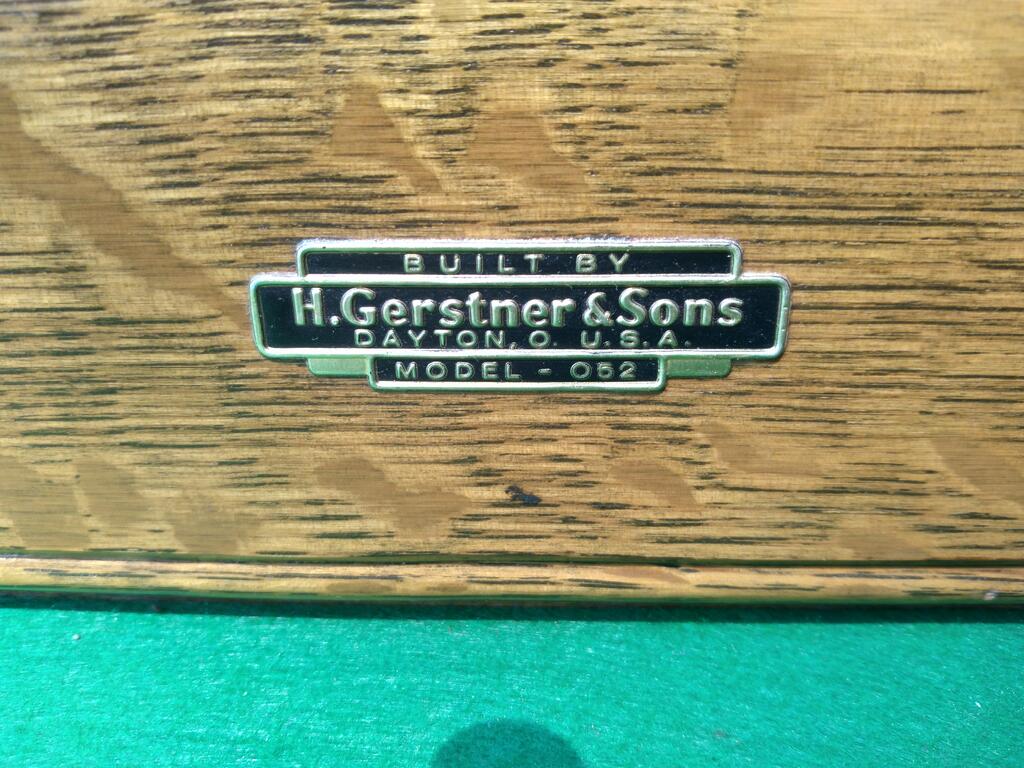 BUILT BY
H.Gerstner & Sons
DAYTON, O. U.S.A.
MODEL - O52